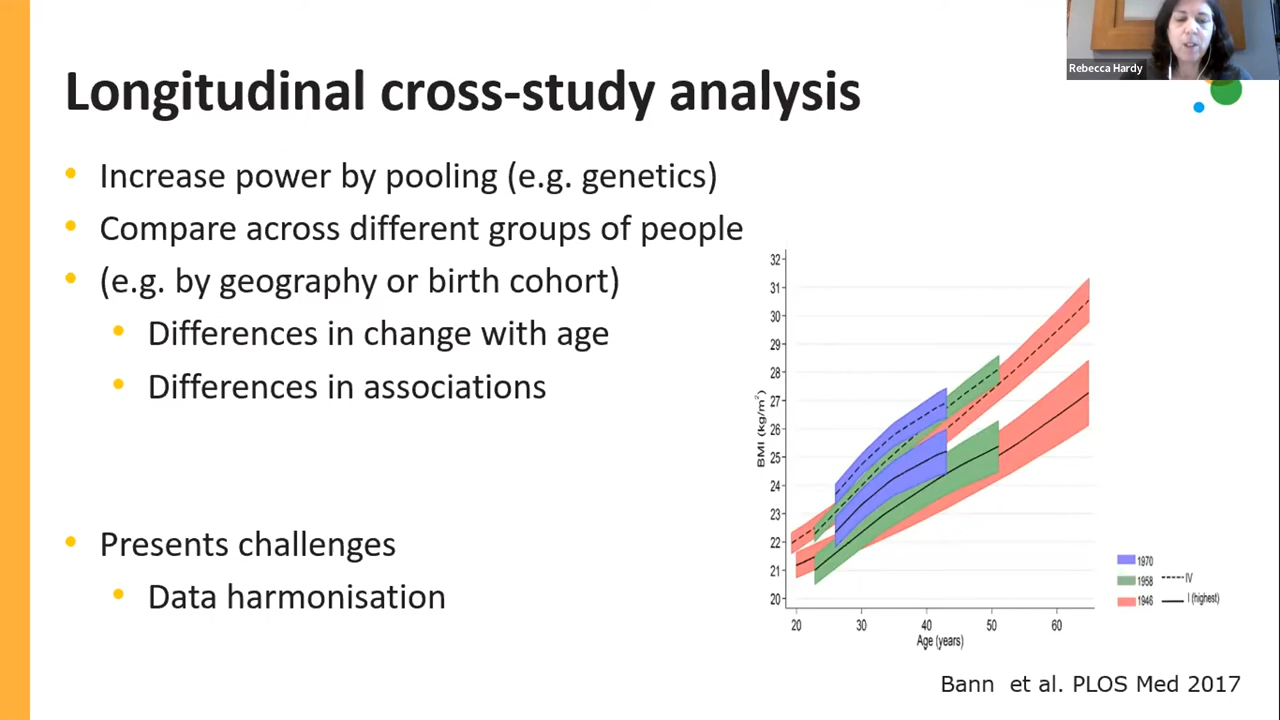 Rebecca Hardy
Longitudinal cross-study analysis
Increase power by pooling (e.g. genetics)
Compare across different groups of people
(e.g. by geography or birth cohort)
Differences in change with age
Differences in associations
Presents challenges
Data harmonisation
32
31
30
29
28
27
26
25
24
23
22
21
20
BMI (kg/m²)
20 30 40 50 60
Age (years)
1970
1958 IV
1946 I (highest)
Bann et al. PLOS Med 2017